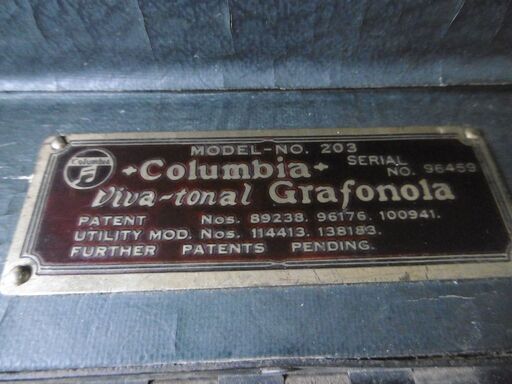 MODEL-NO. 203
Columbia
Columbia
SERIAL
NO. 96459
Viva-tonal Grafonola
PATENT Nos. 89238. 96176. 100941.
UTILITY MOD. Nos. 114413. 138183.
FURTHER PATENTS PENDING.